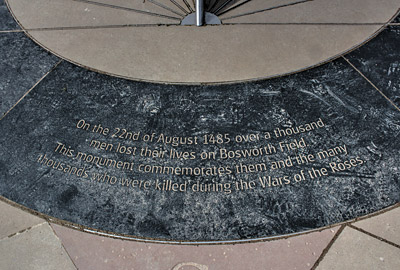 On the 22nd of August 1485 over a thousand
men lost their lives on Bosworth Field.
This monument commemorates them and the many
thousands who were killed during the Wars of the Roses.